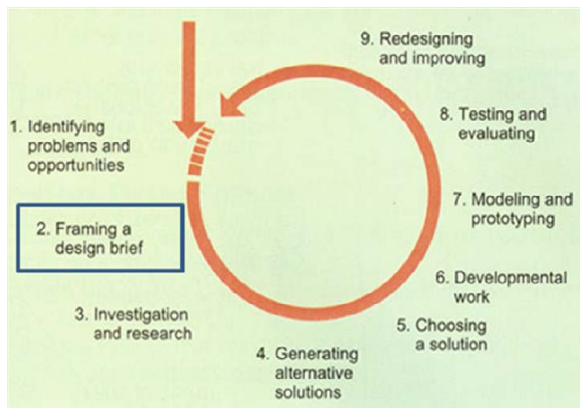 1. Identifying
problems and
opportunities
2. Framing a
design brief
3. Investigation
and research
4. Generating
alternative
solutions
5. Choosing
a solution
6. Developmental
work
7. Modeling and
prototyping
8. Testing and
evaluating
9. Redesigning
and improving